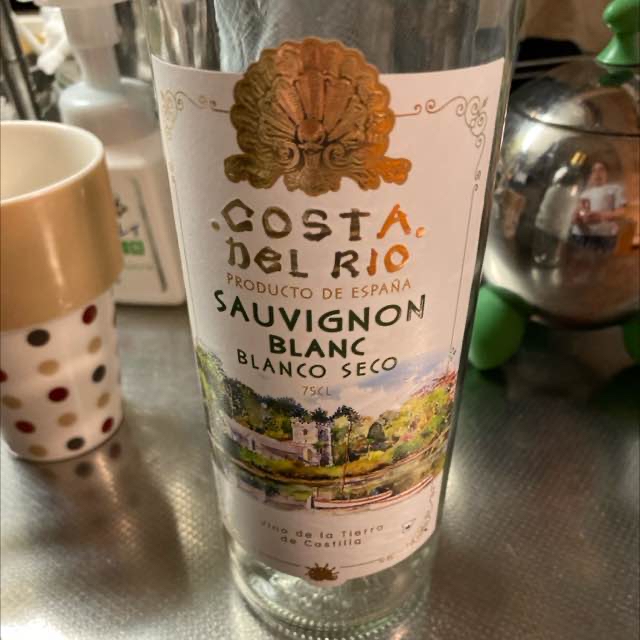 .COSTA.
DEL RIO
PRODUCTO DE ESPAÑA
SAUVIGNON
BLANC
BLANCO SECO
75CL
Vino de la Tierra
de Castilla